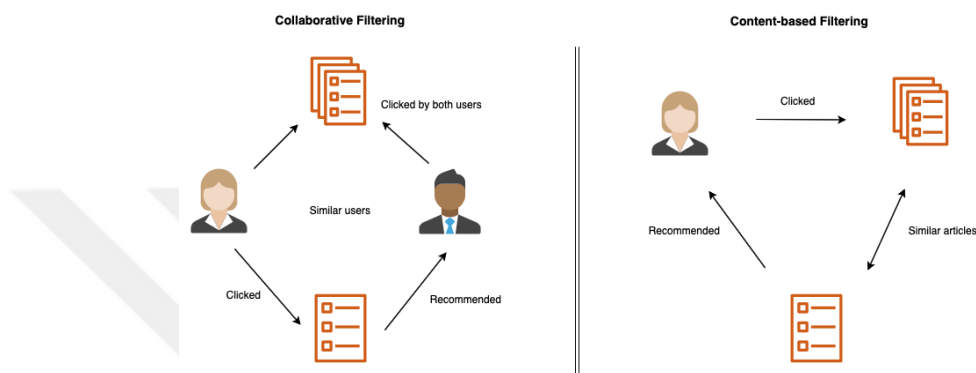 Collaborative Filtering
Clicked by both users
Similar users
Clicked
Recommended
Content-based Filtering
Clicked
Recommended
Similar articles